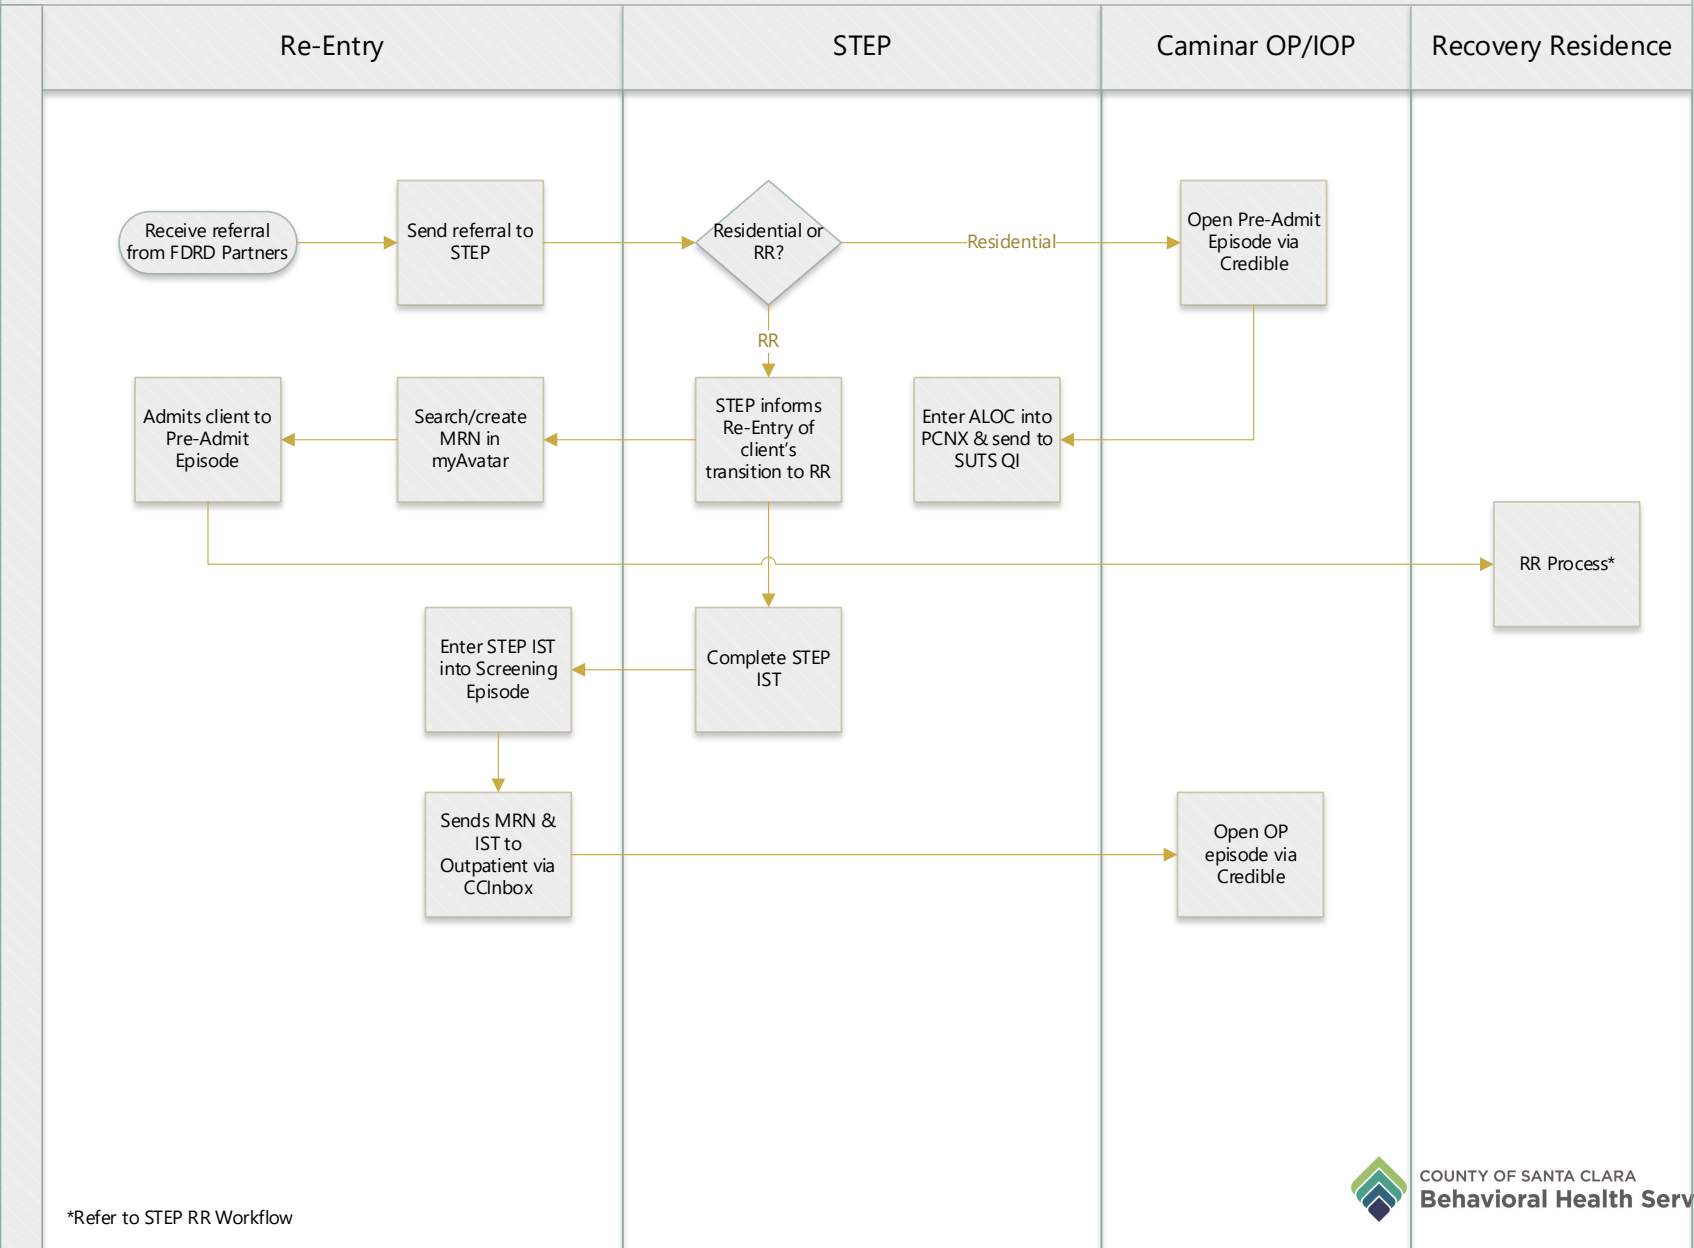 Re-Entry
STEP
Caminar OP/IOP
Recovery Residence
Receive referral
from FDRD Partners
Send referral to
STEP
Residential or
RR?
Residential
Open Pre-Admit
Episode via
Credible
RR
Admits client to
Pre-Admit
Episode
Search/create
MRN in
myAvatar
STEP informs
Re-Entry of
client's
transition to RR
Enter ALOC into
PCNX & send to
SUTS QI
RR Process*
Enter STEP IST
into Screening
Episode
Complete STEP
IST
Sends MRN &
IST to
Outpatient via
CCInbox
Open OP
episode via
Credible
COUNTY OF SANTA CLARA
Behavioral Health Serv
*Refer to STEP RR Workflow